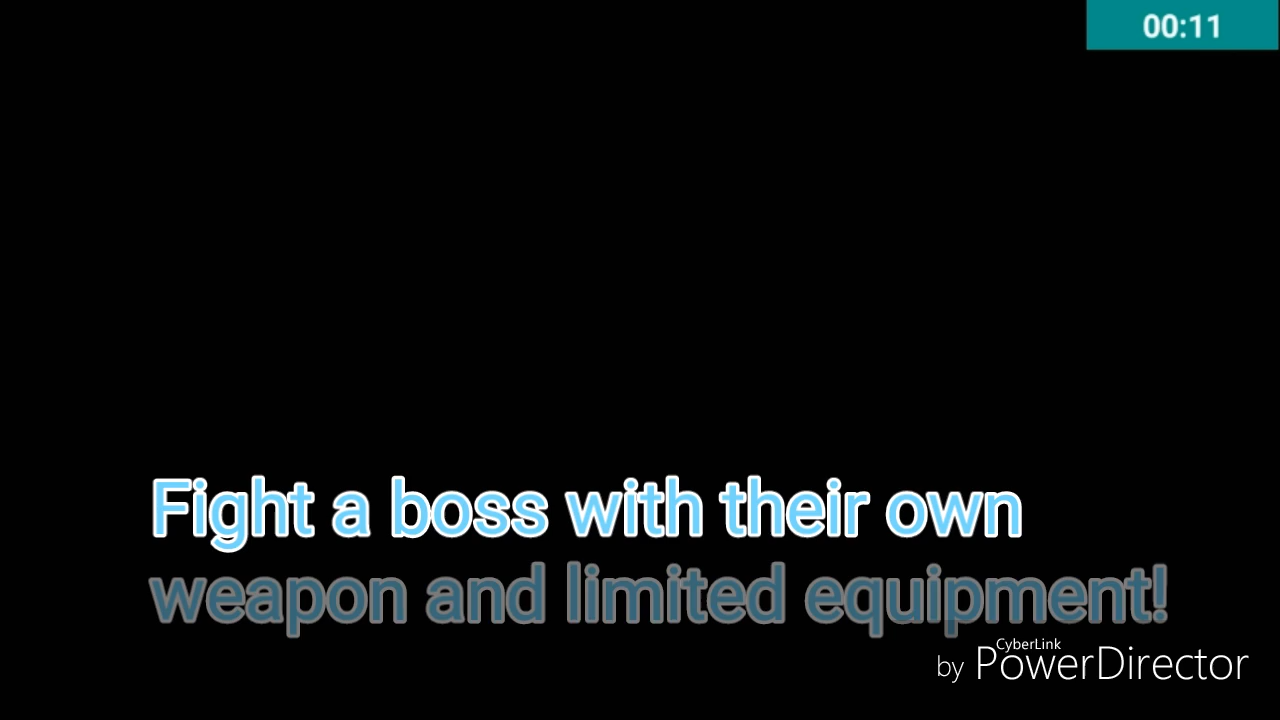 00:11
Fight a boss with their own
weapon and limited equipment!
CyberLink
by PowerDirector